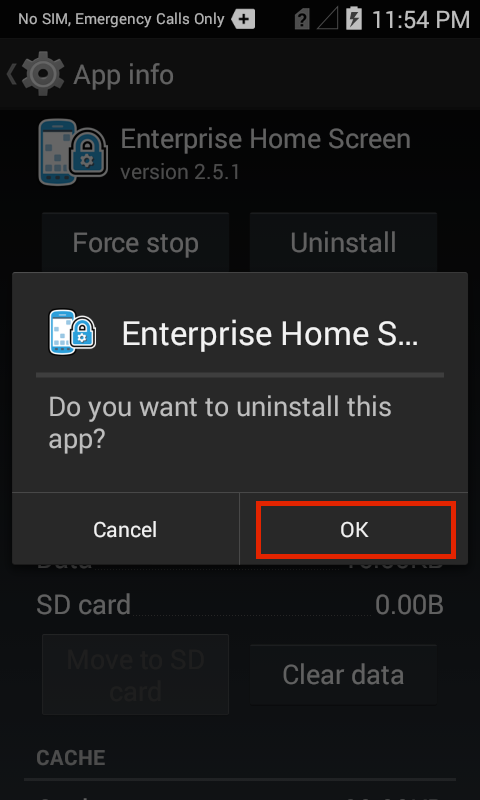 No SIM, Emergency Calls Only
11:54 PM
App info
Enterprise Home Screen
version 2.5.1
Force stop
Uninstall
Enterprise Home S...
Do you want to uninstall this
app?
Cancel
OK
Data
SD card
0.00B
Move to SD
card
Clear data
CACHE